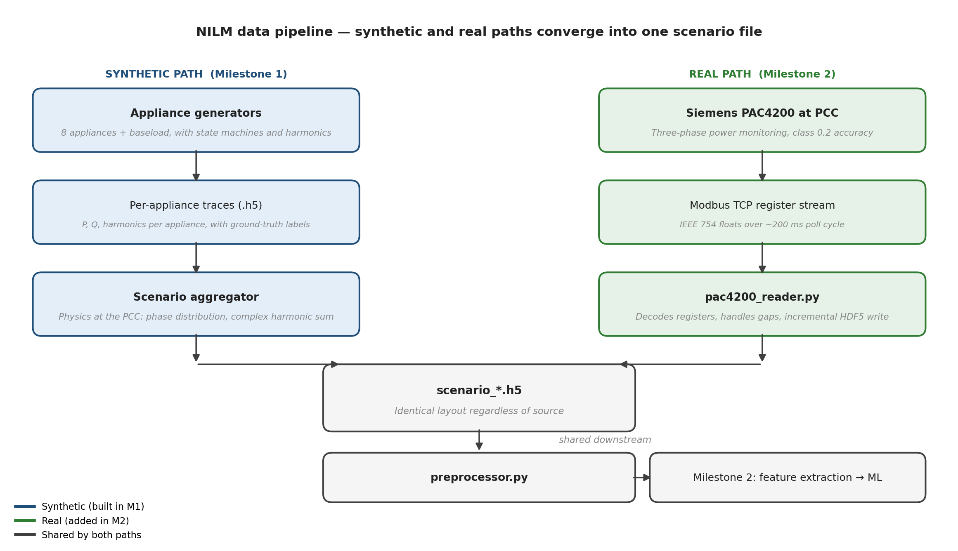 NILM data pipeline — synthetic and real paths converge into one scenario file
SYNTHETIC PATH (Milestone 1)
Appliance generators
8 appliances + baseload, with state machines and harmonics
Per-appliance traces (.h5)
P, Q, harmonics per appliance, with ground-truth labels
Scenario aggregator
Physics at the PCC: phase distribution, complex harmonic sum
REAL PATH (Milestone 2)
Siemens PAC4200 at PCC
Three-phase power monitoring, class 0.2 accuracy
Modbus TCP register stream
IEEE 754 floats over ~200 ms poll cycle
pac4200_reader.py
Decodes registers, handles gaps, incremental HDF5 write
scenario_*.h5
Identical layout regardless of source
shared downstream
preprocessor.py
Milestone 2: feature extraction → ML
Synthetic (built in M1)
Real (added in M2)
Shared by both paths